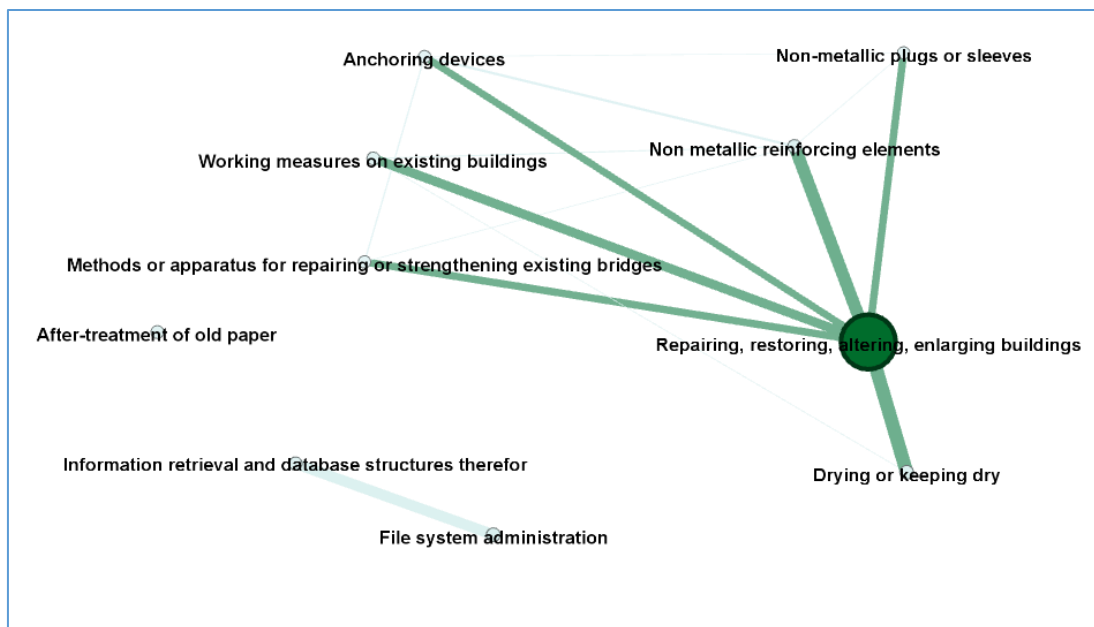 Anchoring devices
Non-metallic plugs or sleeves
Non metallic reinforcing elements
Working measures on existing buildings
Methods or apparatus for repairing or strengthening existing bridges
After-treatment of old paper
Repairing, restoring, altering, enlarging buildings
Information retrieval and database structures therefor
Drying or keeping dry
File system administration